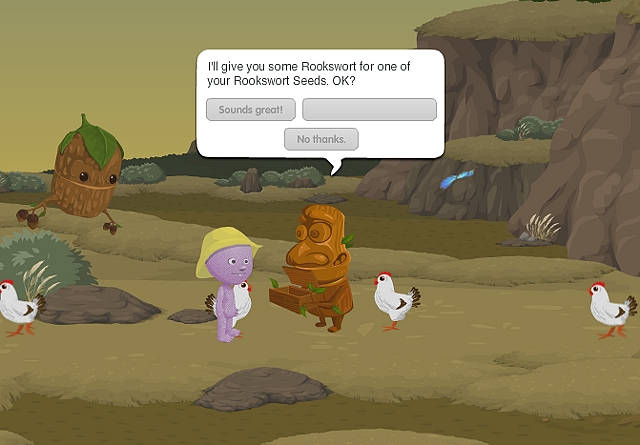 I'll give you some Rookswort for one of
your Rookswort Seeds. OK?
Sounds great!
No thanks.